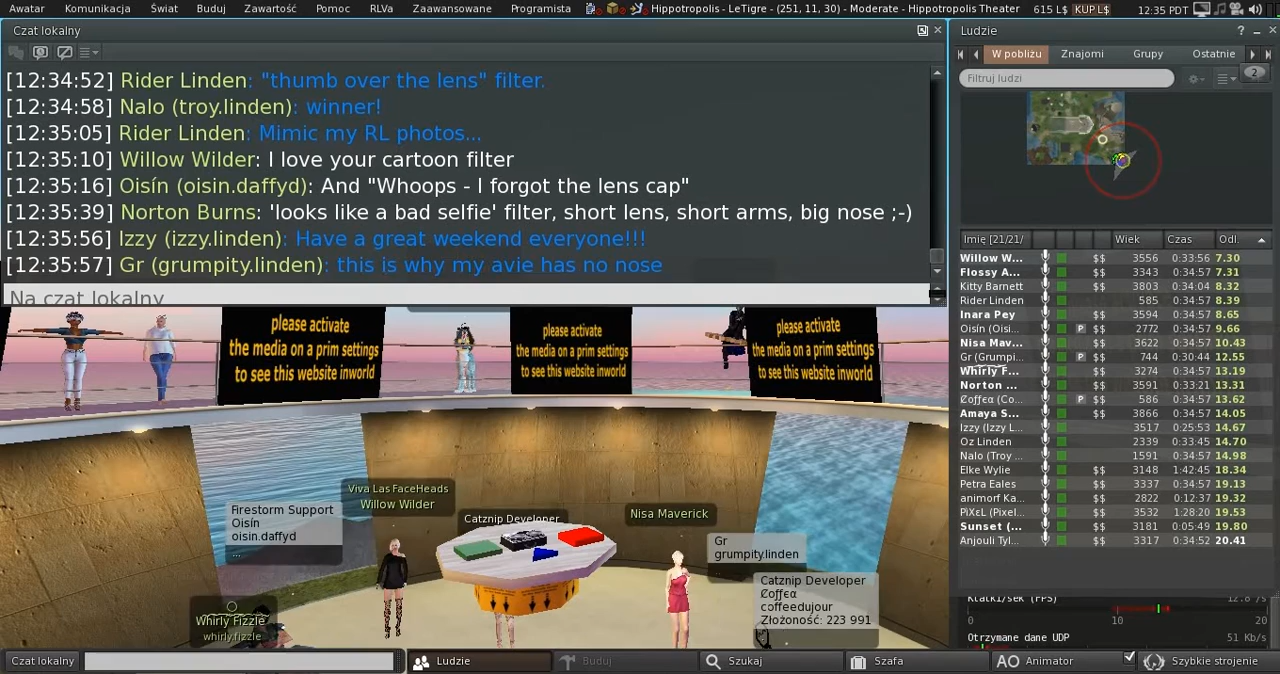 Awatar Komunikacja Świat Buduj Zawartość Pomoc RLVa Zaawansowane Programista Hippotropolis - LeTigre - (251, 11, 30) - Moderate - Hippotropolis Theater 615 L$ KUP L$ 12:35 PDT
Czat lokalny
[12:34:52] Rider Linden: "thumb over the lens" filter.
[12:34:58] Nalo (troy.linden): winner!
[12:35:05] Rider Linden: Mimic my RL photos...
[12:35:10] Willow Wilder: I love your cartoon filter
[12:35:16] Oisín (oisin.daffyd): And "Whoops - I forgot the lens cap"
[12:35:39] Norton Burns: 'looks like a bad selfie' filter, short lens, short arms, big nose ;-)
[12:35:56] Izzy (izzy.linden): Have a great weekend everyone!!!
[12:35:57] Gr (grumpity.linden): this is why my avie has no nose
Na czat lokalny
please activate
the media on a prim settings
to see this website inworld
please activate
the media on a prim settings
to see this website inworld
please activate
the media on a prim settings
to see this website inworld
Viva Las FaceHeads
Willow Wilder
Firestorm Support
Oisín
oisin.daffyd
...
Catznip Developer
Nisa Maverick
Gr
grumpity.linden
Catznip Developer
Ȼσƒƒєα
coffeedujour
Złożoność: 223 991
Whirly Fizzle
whirly.fizzle
Ludzie
? _ ×
W pobliżu Znajomi Grupy Ostatnie
Filtruj ludzi
2
Imię [21/21/ Wiek Czas Odl.
Willow W... $$ 3556 0:33:56 7.30
Flossy A... $$ 3343 0:34:57 7.31
Kitty Barnett $$ 3803 0:34:04 8.32
Rider Linden 585 0:34:57 8.39
Inara Pey $$ 3594 0:34:57 8.65
Oisín (Oisi... P $$ 2772 0:34:57 9.66
Nisa Mav... $$ 3622 0:34:57 10.43
Gr (Grumpi... P $$ 744 0:30:44 12.55
Whirly F... $$ 3274 0:34:57 13.19
Norton ... $$ 3591 0:33:21 13.31
Ȼσƒƒєα (Co... P $$ 586 0:34:57 13.62
Amaya S... $$ 3866 0:34:57 14.05
Izzy (Izzy L... 3517 0:25:53 14.67
Oz Linden 2339 0:33:45 14.70
Nalo (Troy ... 1591 0:34:57 14.98
Elke Wylie $$ 3148 1:42:45 18.34
Petra Eales $$ 3337 0:34:57 19.13
animorf Ka... $$ 2822 0:12:37 19.32
PiXεL (Pixel... $$ 3532 1:28:20 19.53
Sunset (... $$ 3181 0:05:49 19.80
Anjouli Tyl... $$ 3317 0:34:52 20.41
Klatki/sek (FPS) 12.8 /s
0 10 20
Otrzymane dane UDP 51 Kb/s
Czat lokalny Ludzie Buduj Szukaj Szafa AO Animator Szybkie strojenie